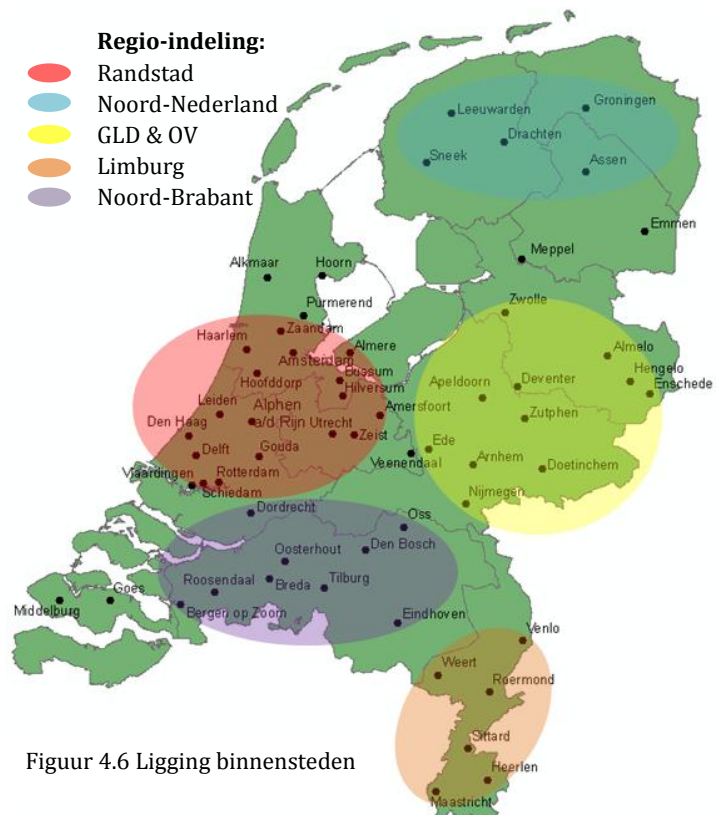 Regio-indeling:
Randstad
Noord-Nederland
GLD & OV
Limburg
Noord-Brabant
Leeuwarden
Groningen
Drachten
Sneek
Assen
Emmen
Meppel
Alkmaar
Hoorn
Purmerend
Zwolle
Haarlem
Zaandam
Almere
Amsterdam
Almelo
Hengelo
Bussum
Hoofddorp
Hilversum
Apeldoorn
Deventer
Enschede
Leiden
Alphen
a/d Rijn
Utrecht
Amersfoort
Zutphen
Den Haag
Zeist
Delft
Gouda
Ede
Veenendaal
Arnhem
Doetinchem
Vlaardingen
Rotterdam
Schiedam
Nijmegen
Dordrecht
Oss
Oosterhout
Den Bosch
Roosendaal
Breda
Tilburg
Goes
Middelburg
Bergen op Zoom
Eindhoven
Venlo
Weert
Roermond
Sittard
Heerlen
Maastricht
Figuur 4.6 Ligging binnensteden